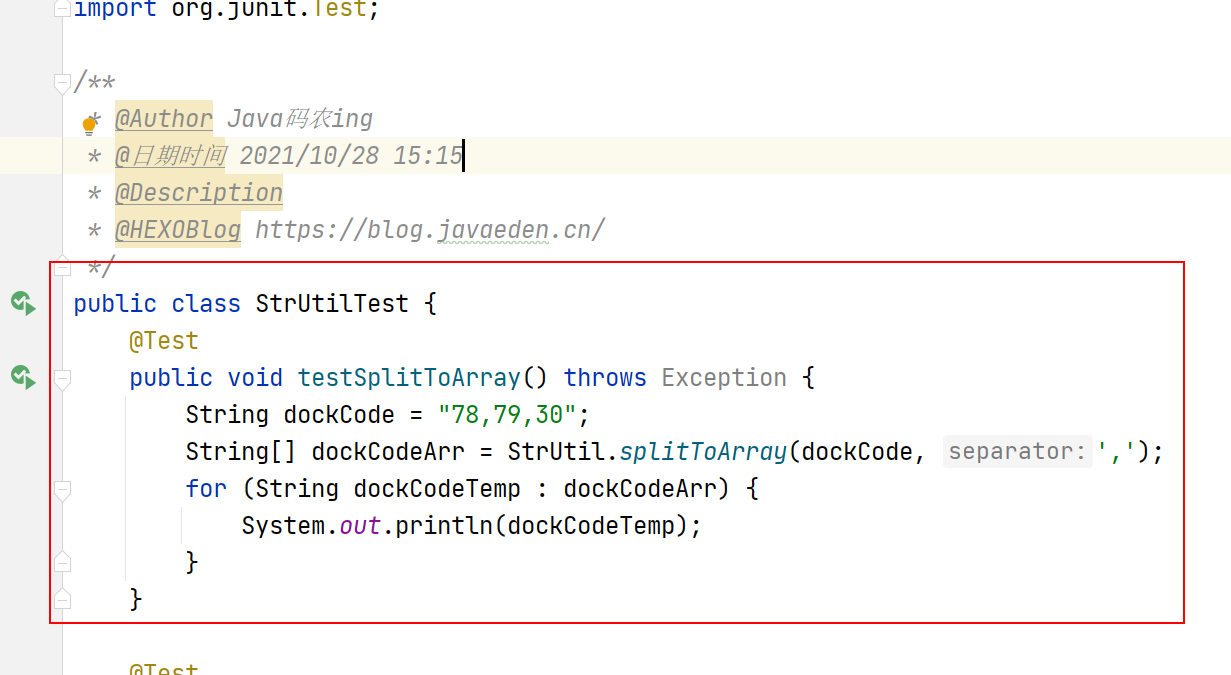 import org.junit.Test;
/**
* @Author Java码农ing
* @日期时间 2021/10/28 15:15
* @Description
* @HEXOBlog https://blog.javaeden.cn/
*/
public class StrUtilTest {
@Test
public void testSplitToArray() throws Exception {
String dockCode = "78,79,30";
String[] dockCodeArr = StrUtil.splitToArray(dockCode, separator: ',');
for (String dockCodeTemp : dockCodeArr) {
System.out.println(dockCodeTemp);
}
}
@Test